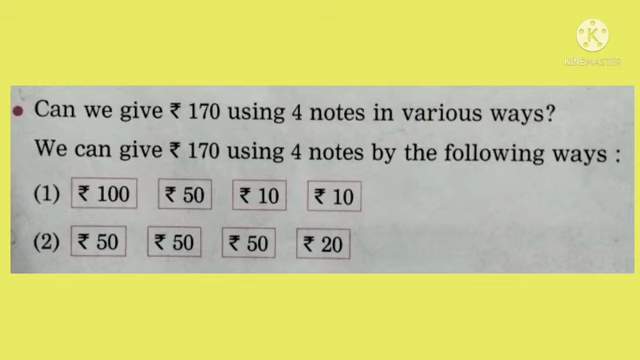 K
KINEMASTER
• Can we give ₹ 170 using 4 notes in various ways?
We can give ₹ 170 using 4 notes by the following ways :
(1) ₹ 100 ₹ 50 ₹ 10 ₹ 10
(2) ₹ 50 ₹ 50 ₹ 50 ₹ 20